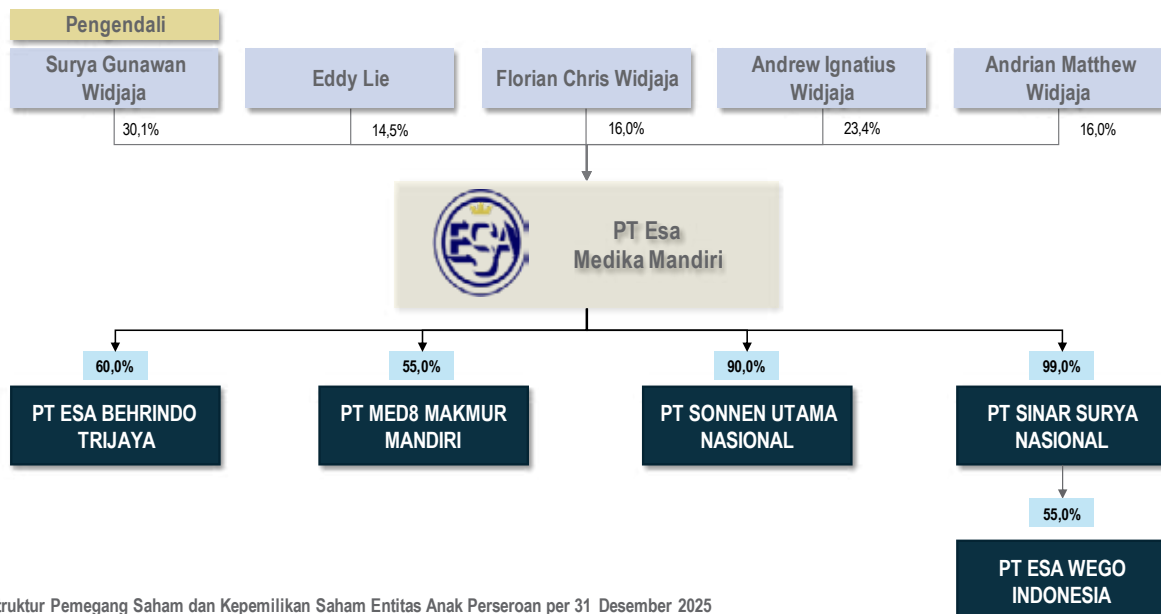 Pengendali
Surya Gunawan
Widjaja
Eddy Lie
Florian Chris Widjaja
Andrew Ignatius
Widjaja
Andrian Matthew
Widjaja
30,1%
14,5%
16,0%
23,4%
16,0%
ESA
PT Esa
Medika Mandiri
60,0%
55,0%
90,0%
99,0%
PT ESA BEHRINDO
TRIJAYA
PT MED8 MAKMUR
MANDIRI
PT SONNEN UTAMA
NASIONAL
PT SINAR SURYA
NASIONAL
55,0%
PT ESA WEGO
INDONESIA
truktur Pemegang Saham dan Kepemilikan Saham Entitas Anak Perseroan per 31 Desember 2025